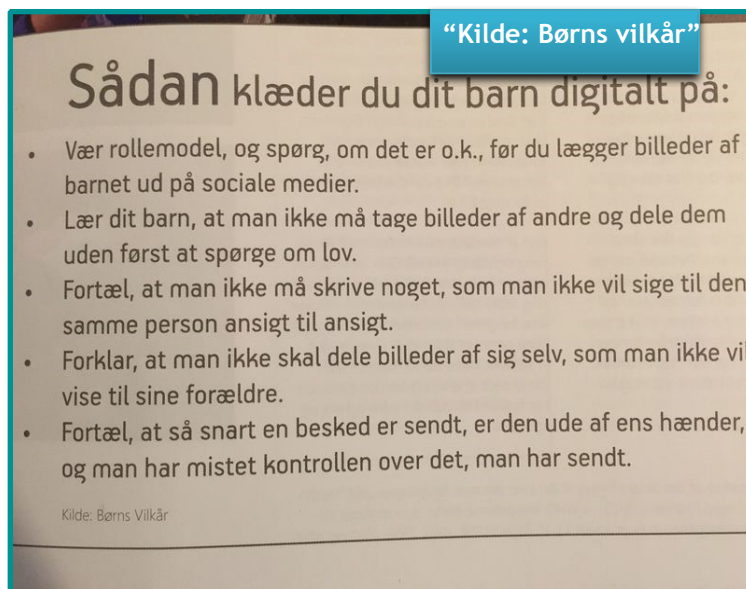 “Kilde: Børns vilkår”
Sådan klæder du dit barn digitalt på:
• Vær rollemodel, og spørg, om det er o.k., før du lægger billeder af
barnet ud på sociale medier.
• Lær dit barn, at man ikke må tage billeder af andre og dele dem
uden først at spørge om lov.
• Fortæl, at man ikke må skrive noget, som man ikke vil sige til den
samme person ansigt til ansigt.
• Forklar, at man ikke skal dele billeder af sig selv, som man ikke vil
vise til sine forældre.
• Fortæl, at så snart en besked er sendt, er den ude af ens hænder,
og man har mistet kontrollen over det, man har sendt.
Kilde: Børns Vilkår